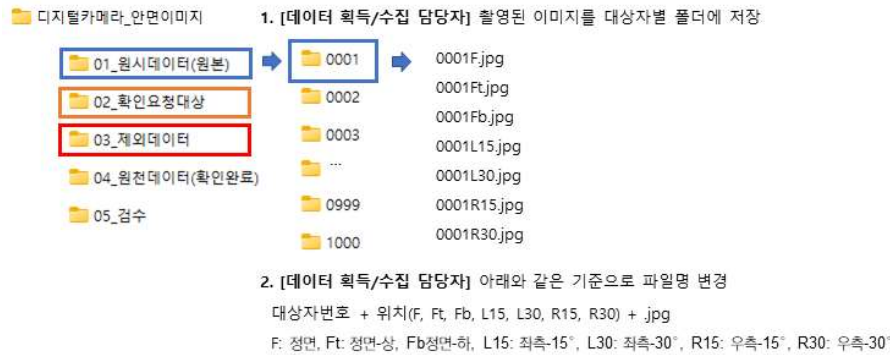 디지털카메라_안면이미지
1. [데이터 획득/수집 담당자] 촬영된 이미지를 대상자별 폴더에 저장
01_원시데이터(원본)
02_확인요청대상
03_제외데이터
04_원천데이터(확인완료)
05_검수
0001
0002
0003
...
0999
1000
0001F.jpg
0001Ft.jpg
0001Fb.jpg
0001L15.jpg
0001L30.jpg
0001R15.jpg
0001R30.jpg
2. [데이터 획득/수집 담당자] 아래와 같은 기준으로 파일명 변경
대상자번호 + 위치(F, Ft, Fb, L15, L30, R15, R30) + .jpg
F: 정면, Ft: 정면-상, Fb정면-하, L15: 좌측-15°, L30: 좌측-30°, R15: 우측-15°, R30: 우측-30°